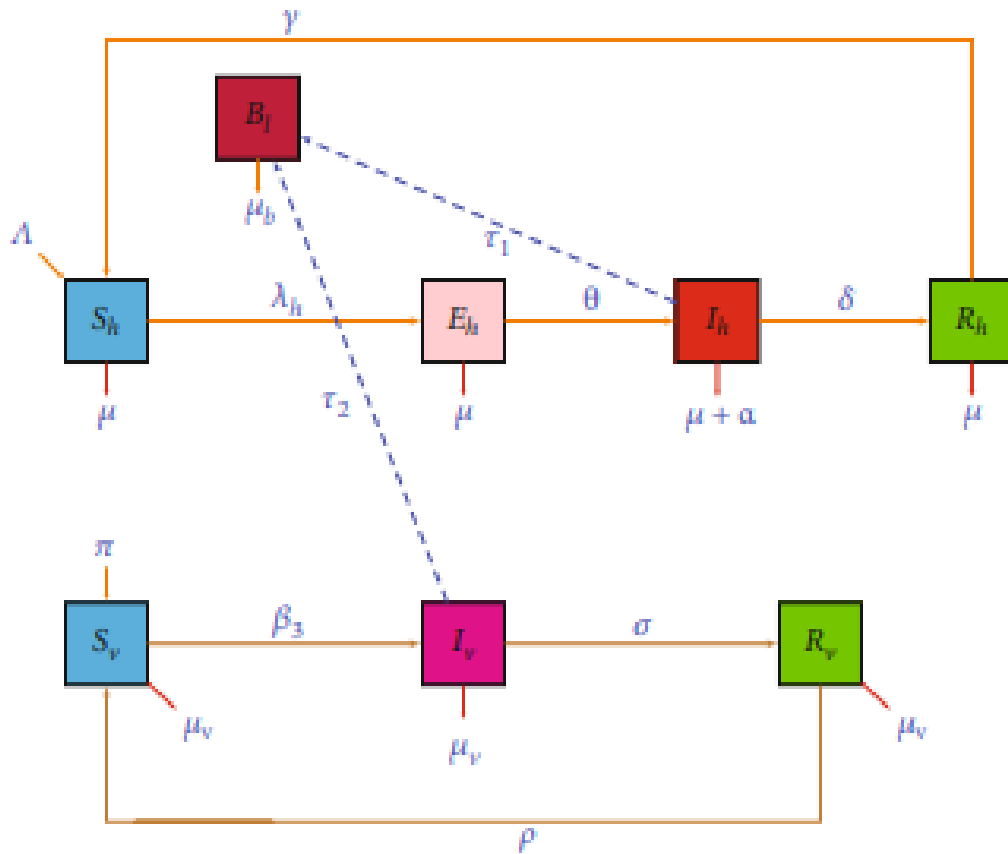 γ
B_l
μ_b
Λ
τ_1
S_h
λ_h
E_h
θ
I_h
δ
R_h
μ
τ_2
μ
μ + α
μ
π
S_v
β_3
I_v
σ
R_v
μ_v
μ_v
μ_v
ρ